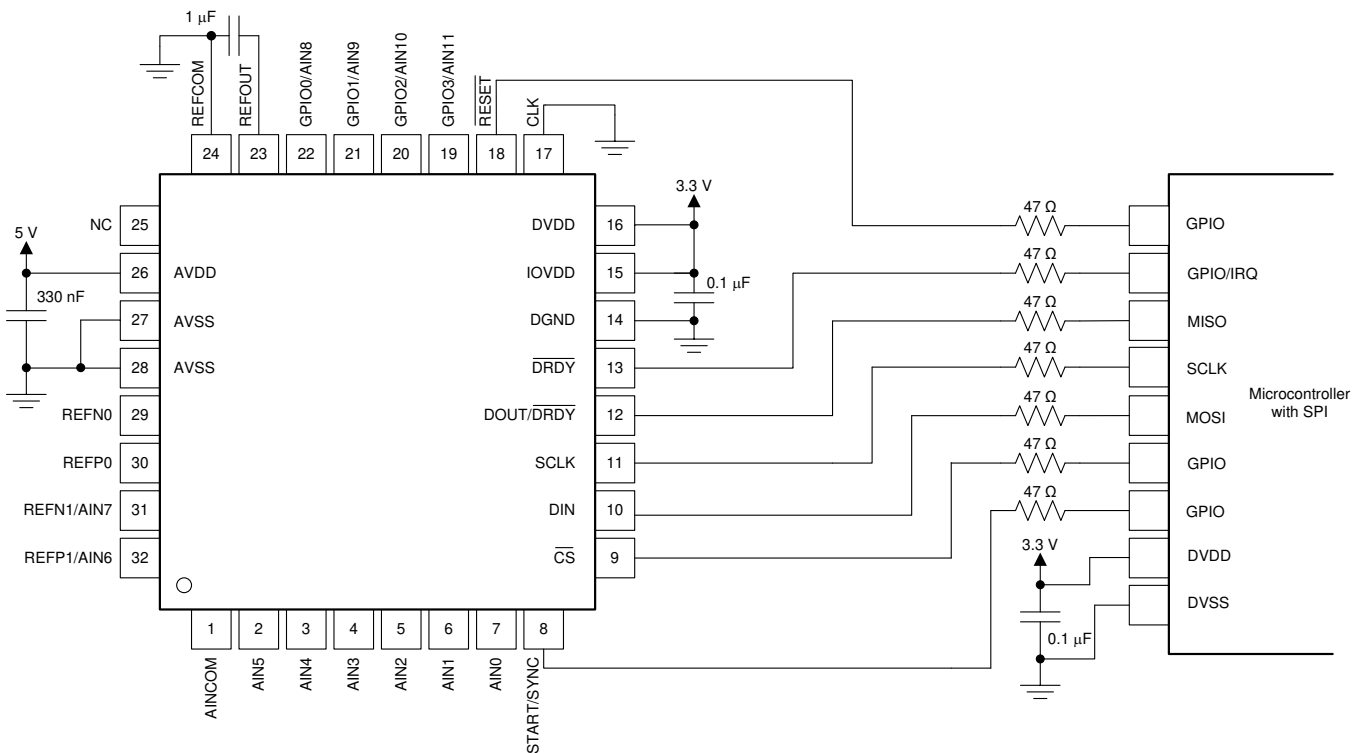 1 μF
REFCOM
REFOUT
GPIO0/AIN8
GPIO1/AIN9
GPIO2/AIN10
GPIO3/AIN11
RESET
CLK
24
23
22
21
20
19
18
17
NC
25
5 V
26
AVDD
330 nF
27
AVSS
28
AVSS
REFN0
29
REFP0
30
REFN1/AIN7
31
REFP1/AIN6
32
3.3 V
DVDD
16
IOVDD
15
0.1 μF
DGND
14
DRDY
13
DOUT/DRDY
12
SCLK
11
DIN
10
CS
9
1
2
3
4
5
6
7
8
AINCOM
AIN5
AIN4
AIN3
AIN2
AIN1
AIN0
START/SYNC
47 Ω
GPIO
47 Ω
GPIO/IRQ
47 Ω
MISO
47 Ω
SCLK
47 Ω
MOSI
47 Ω
GPIO
47 Ω
GPIO
Microcontroller
with SPI
3.3 V
DVDD
DVSS
0.1 μF